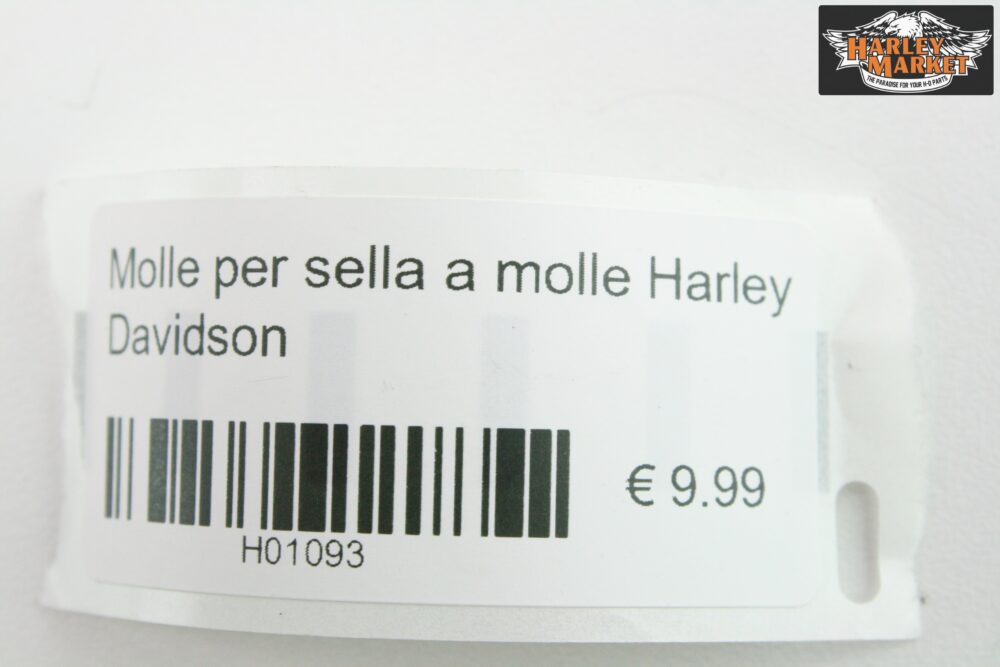 HARLEY
MARKET
THE PARADISE FOR YOUR H-D PARTS
Molle per sella a molle Harley
Davidson
€ 9.99
H01093